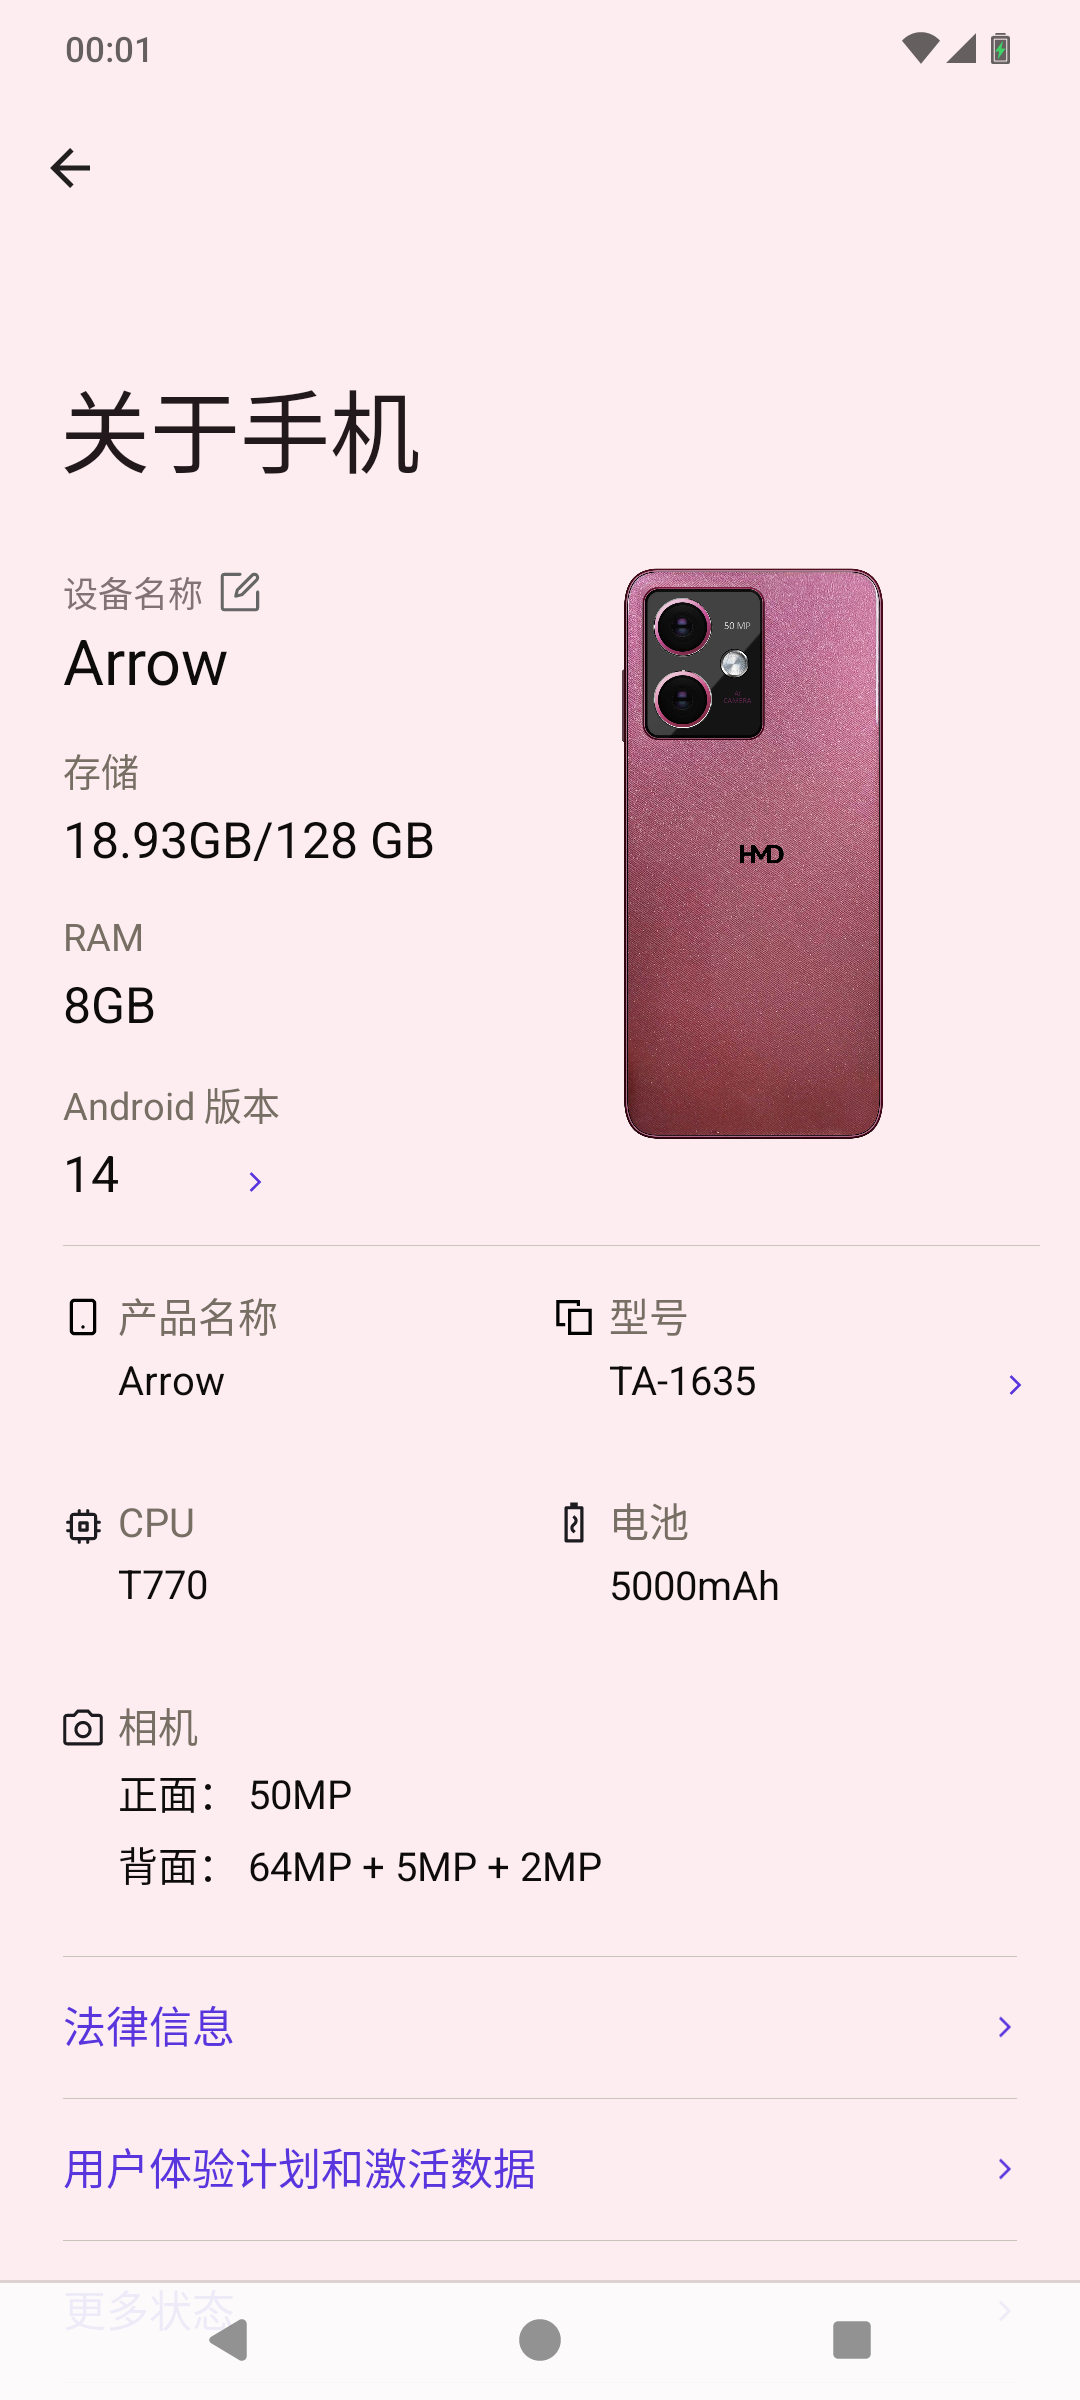 00:01
关于手机
设备名称
Arrow
存储
18.93GB/128 GB
RAM
8GB
Android 版本
14
50 MP
AI
CAMERA
HMD
产品名称
Arrow
型号
TA-1635
CPU
T770
电池
5000mAh
相机
正面： 50MP
背面： 64MP + 5MP + 2MP
法律信息
用户体验计划和激活数据
更多状态